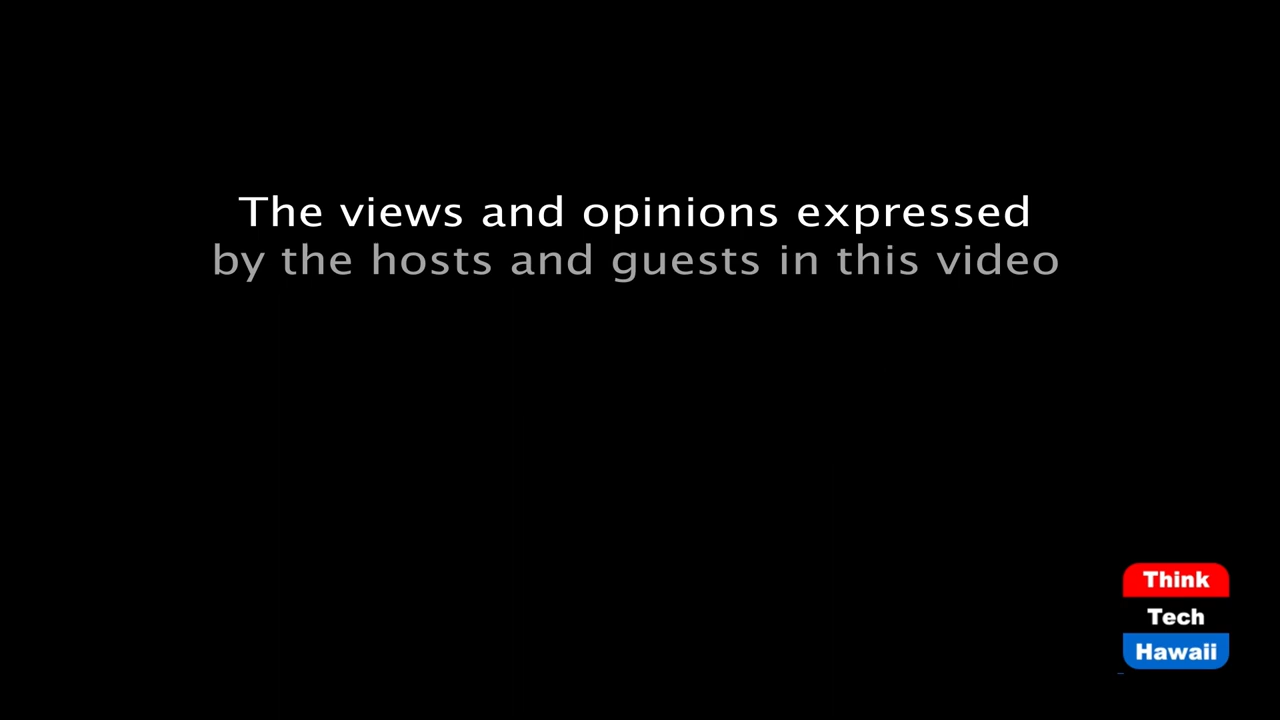 The views and opinions expressed
by the hosts and guests in this video
Think
Tech
Hawaii